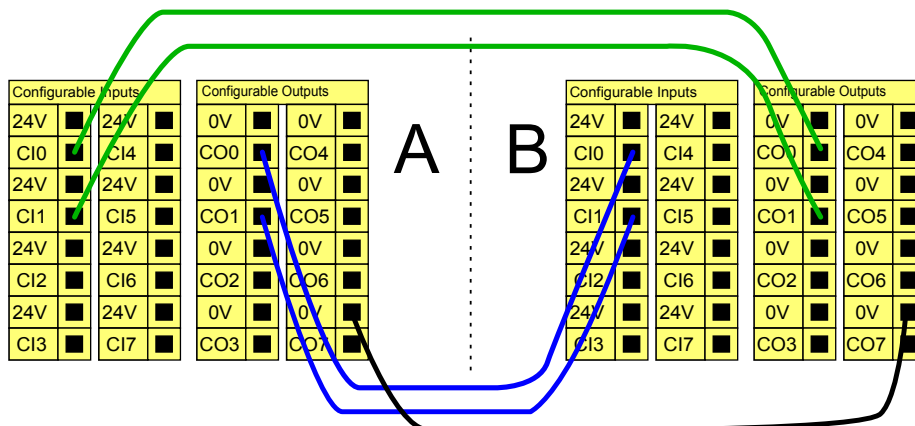 Configurable Inputs
24V 24V
CI0 CI4
24V 24V
CI1 CI5
24V 24V
CI2 CI6
24V 24V
CI3 CI7
Configurable Outputs
0V 0V
CO0 CO4
0V 0V
CO1 CO5
0V 0V
CO2 CO6
0V 0V
CO3 CO7
A
B
Configurable Inputs
24V 24V
CI0 CI4
24V 24V
CI1 CI5
24V 24V
CI2 CI6
24V 24V
CI3 CI7
Configurable Outputs
0V 0V
CO0 CO4
0V 0V
CO1 CO5
0V 0V
CO2 CO6
0V 0V
CO3 CO7